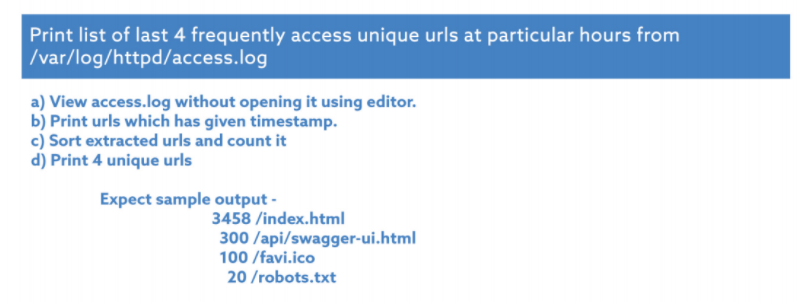 Print list of last 4 frequently access unique urls at particular hours from
/var/log/httpd/access.log
a) View access.log without opening it using editor.
b) Print urls which has given timestamp.
c) Sort extracted urls and count it
d) Print 4 unique urls
Expect sample output -
3458 /index.html
300 /api/swagger-ui.html
100 /favi.ico
20 /robots.txt